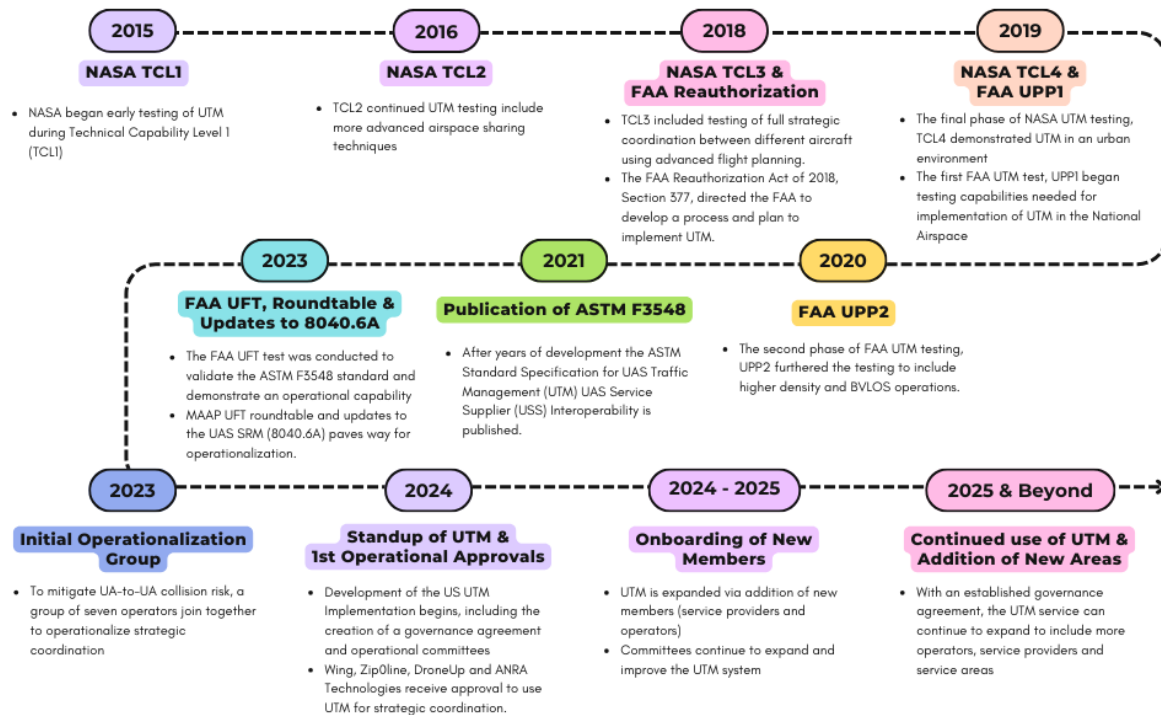 2015
NASA TCL1
• NASA began early testing of UTM
during Technical Capability Level 1
(TCL1)
2016
NASA TCL2
• TCL2 continued UTM testing include
more advanced airspace sharing
techniques
2018
NASA TCL3 &
FAA Reauthorization
• TCL3 included testing of full strategic
coordination between different aircraft
using advanced flight planning.
• The FAA Reauthorization Act of 2018,
Section 377, directed the FAA to
develop a process and plan to
implement UTM.
2019
NASA TCL4 &
FAA UPP1
• The final phase of NASA UTM testing,
TCL4 demonstrated UTM in an urban
environment
• The first FAA UTM test, UPP1 began
testing capabilities needed for
implementation of UTM in the National
Airspace
2020
FAA UPP2
• The second phase of FAA UTM testing,
UPP2 furthered the testing to include
higher density and BVLOS operations.
2021
Publication of ASTM F3548
• After years of development the ASTM
Standard Specification for UAS Traffic
Management (UTM) UAS Service
Supplier (USS) Interoperability is
published.
2023
FAA UFT, Roundtable &
Updates to 8040.6A
• The FAA UFT test was conducted to
validate the ASTM F3548 standard and
demonstrate an operational capability
• MAAP UFT roundtable and updates to
the UAS SRM (8040.6A) paves way for
operationalization.
2023
Initial Operationalization
Group
• To mitigate UA-to-UA collision risk, a
group of seven operators join together
to operationalize strategic
coordination
2024
Standup of UTM &
1st Operational Approvals
• Development of the US UTM
Implementation begins, including the
creation of a governance agreement
and operational committees
• Wing, Zip0line, DroneUp and ANRA
Technologies receive approval to use
UTM for strategic coordination.
2024 - 2025
Onboarding of New
Members
• UTM is expanded via addition of new
members (service providers and
operators)
• Committees continue to expand and
improve the UTM system
2025 & Beyond
Continued use of UTM &
Addition of New Areas
• With an established governance
agreement, the UTM service can
continue to expand to include more
operators, service providers and
service areas